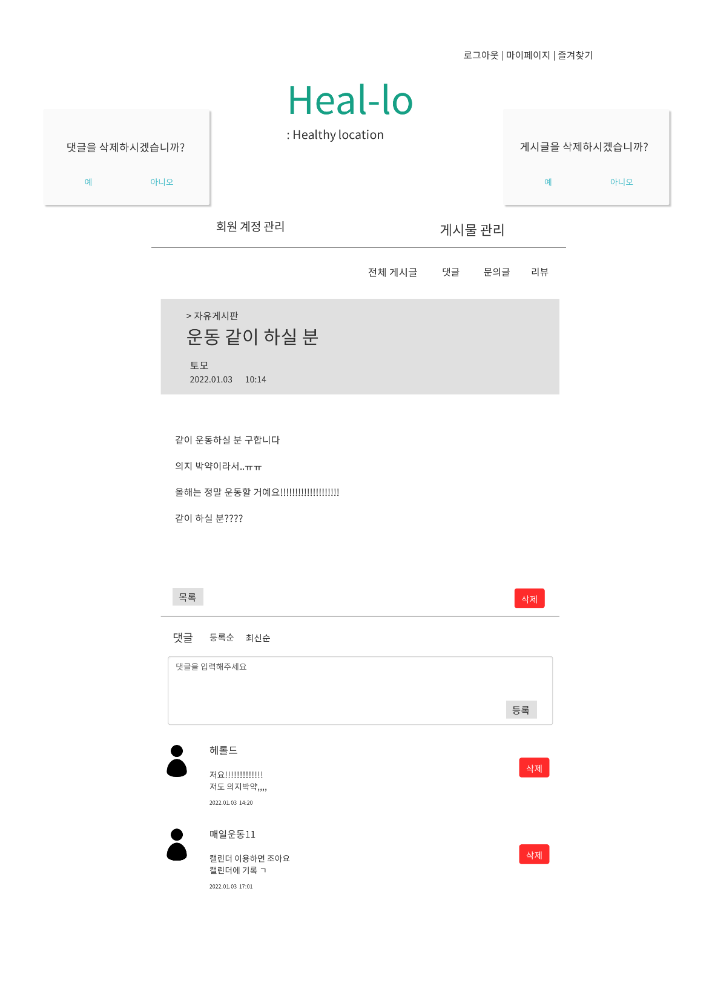 로그아웃 | 마이페이지 | 즐겨찾기
Heal-lo
: Healthy location
댓글을 삭제하시겠습니까?
예 아니오
게시글을 삭제하시겠습니까?
예 아니오
회원 계정 관리
게시물 관리
전체 게시글 댓글 문의글 리뷰
> 자유게시판
운동 같이 하실 분
토모
2022.01.03 10:14
같이 운동하실 분 구합니다
의지 박약이라서..ㅠㅠ
올해는 정말 운동할 거예요!!!!!!!!!!!!!!!!!!!!
같이 하실 분????
목록
삭제
댓글 등록순 최신순
댓글을 입력해주세요
등록
헤롤드
저요!!!!!!!!!!!!!
저도 의지박약,,,,
2022.01.03 14:20
삭제
매일운동11
캘린더 이용하면 조아요
캘린더에 기록 ㄱ
2022.01.03 17:01
삭제